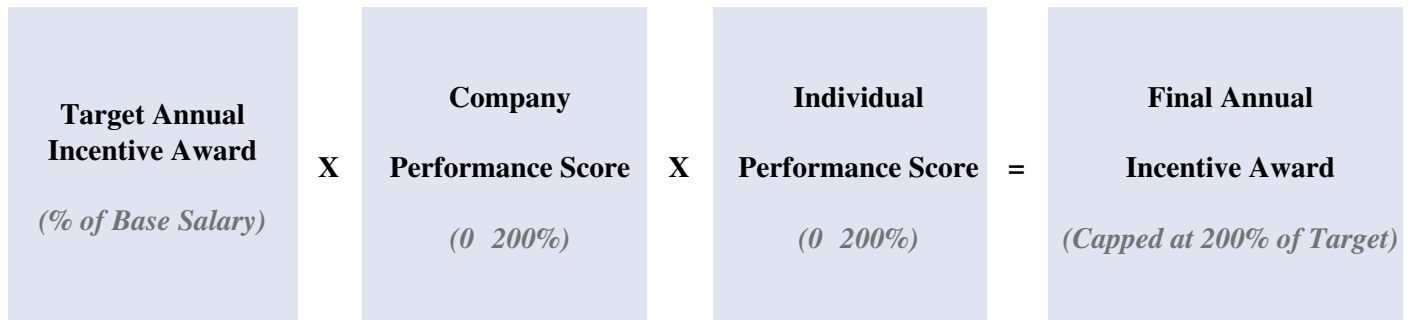 Target Annual
Incentive Award
(% of Base Salary)
X
Company
Performance Score
(0 200%)
X
Individual
Performance Score
(0 200%)
=
Final Annual
Incentive Award
(Capped at 200% of Target)